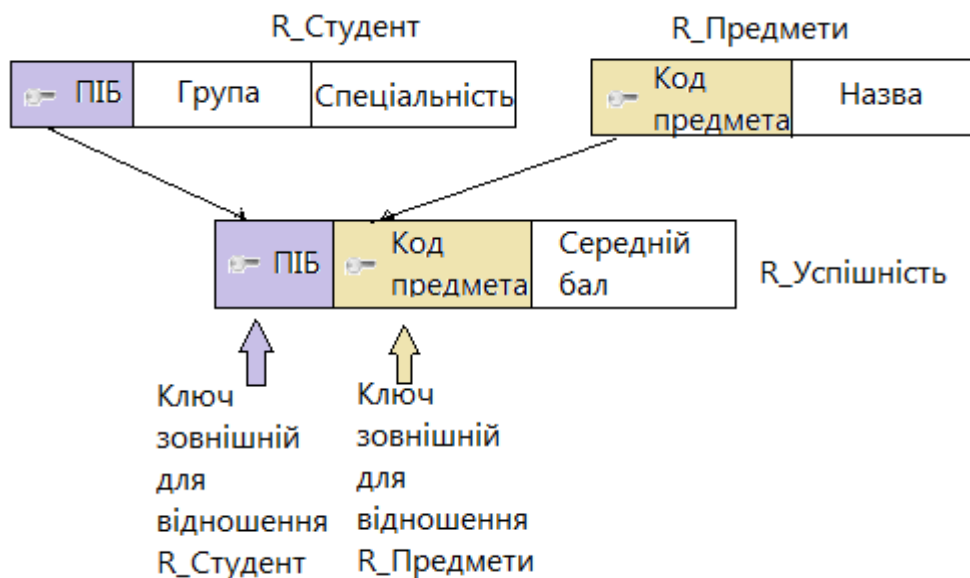 R_Студент
R_Предмети
ПІБ
Група
Спеціальність
Код
предмета
Назва
ПІБ
Код
предмета
Середній
бал
R_Успішність
Ключ
зовнішній
для
відношення
R_Студент
Ключ
зовнішній
для
відношення
R_Предмети